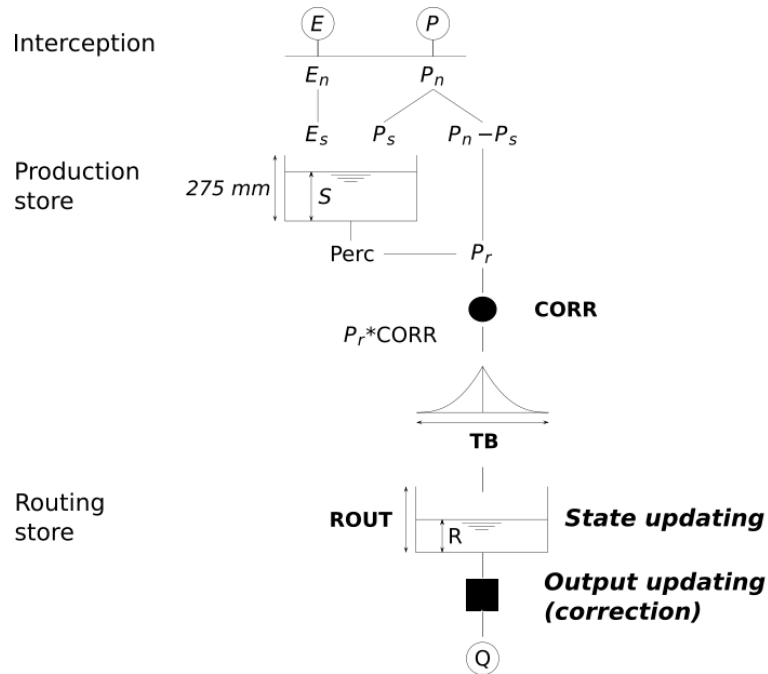 E P
Interception
Eₙ Pₙ
Eₛ Pₛ Pₙ−Pₛ
Production
store
275 mm
S
Perc Pᵣ
CORR
Pᵣ*CORR
TB
Routing
store
ROUT
R
State updating
Output updating
(correction)
Q